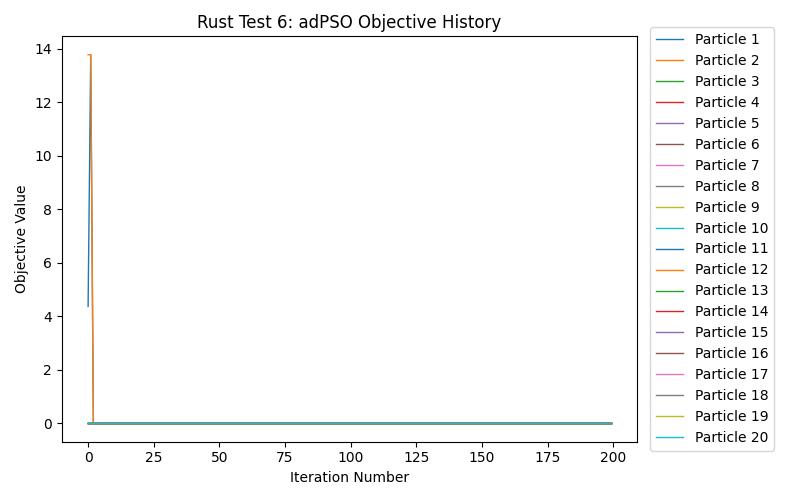 Rust Test 6: adPSO Objective History
Objective Value
14
12
10
8
6
4
2
0
0 25 50 75 100 125 150 175 200
Iteration Number
Particle 1
Particle 2
Particle 3
Particle 4
Particle 5
Particle 6
Particle 7
Particle 8
Particle 9
Particle 10
Particle 11
Particle 12
Particle 13
Particle 14
Particle 15
Particle 16
Particle 17
Particle 18
Particle 19
Particle 20